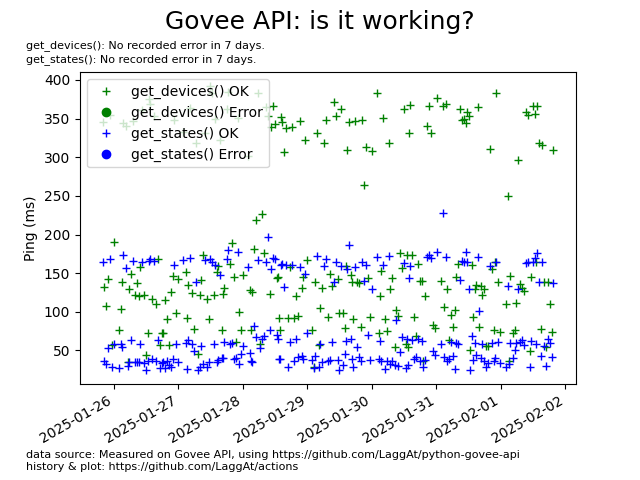 Govee API: is it working?
get_devices(): No recorded error in 7 days.
get_states(): No recorded error in 7 days.
get_devices() OK
get_devices() Error
get_states() OK
get_states() Error
Ping (ms)
400
350
300
250
200
150
100
50
2025-01-26
2025-01-27
2025-01-28
2025-01-29
2025-01-30
2025-01-31
2025-02-01
2025-02-02
data source: Measured on Govee API, using https://github.com/LaggAt/python-govee-api
history & plot: https://github.com/LaggAt/actions